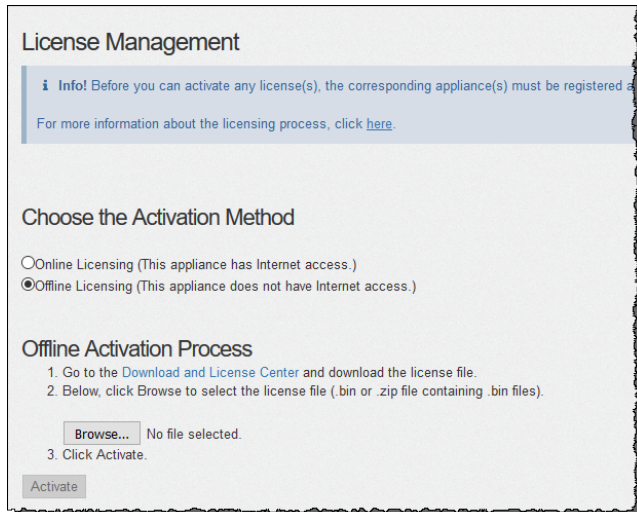 License Management
i Info! Before you can activate any license(s), the corresponding appliance(s) must be registered a
For more information about the licensing process, click here.
Choose the Activation Method
Online Licensing (This appliance has Internet access.)
Offline Licensing (This appliance does not have Internet access.)
Offline Activation Process
1. Go to the Download and License Center and download the license file.
2. Below, click Browse to select the license file (.bin or .zip file containing .bin files).
Browse... No file selected.
3. Click Activate.
Activate